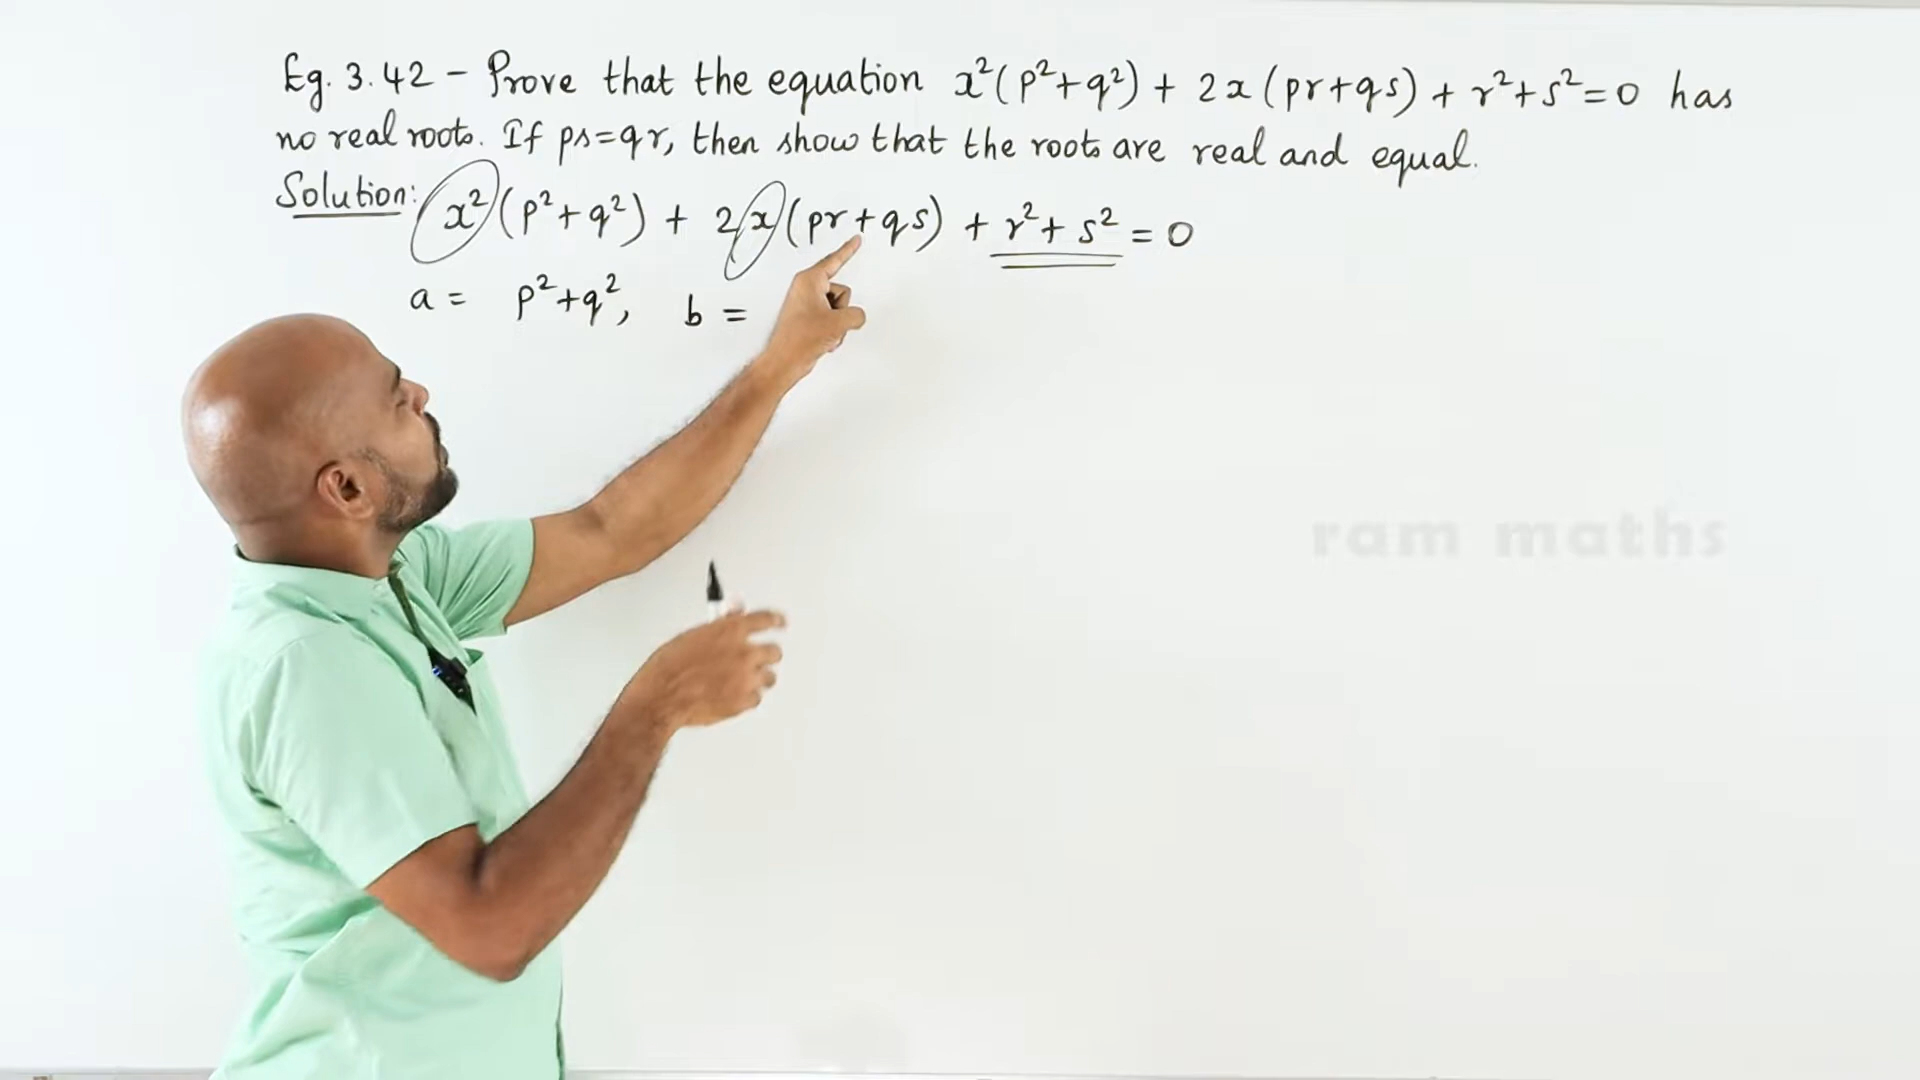 Eg. 3.42 - Prove that the equation x²(p²+q²) + 2x(pr+qs) + r²+s²=0 has
no real roots. If ps=qr, then show that the roots are real and equal.
Solution: x²(p²+q²) + 2x(pr+qs) + r²+s² = 0
a = p²+q², b =
ram maths